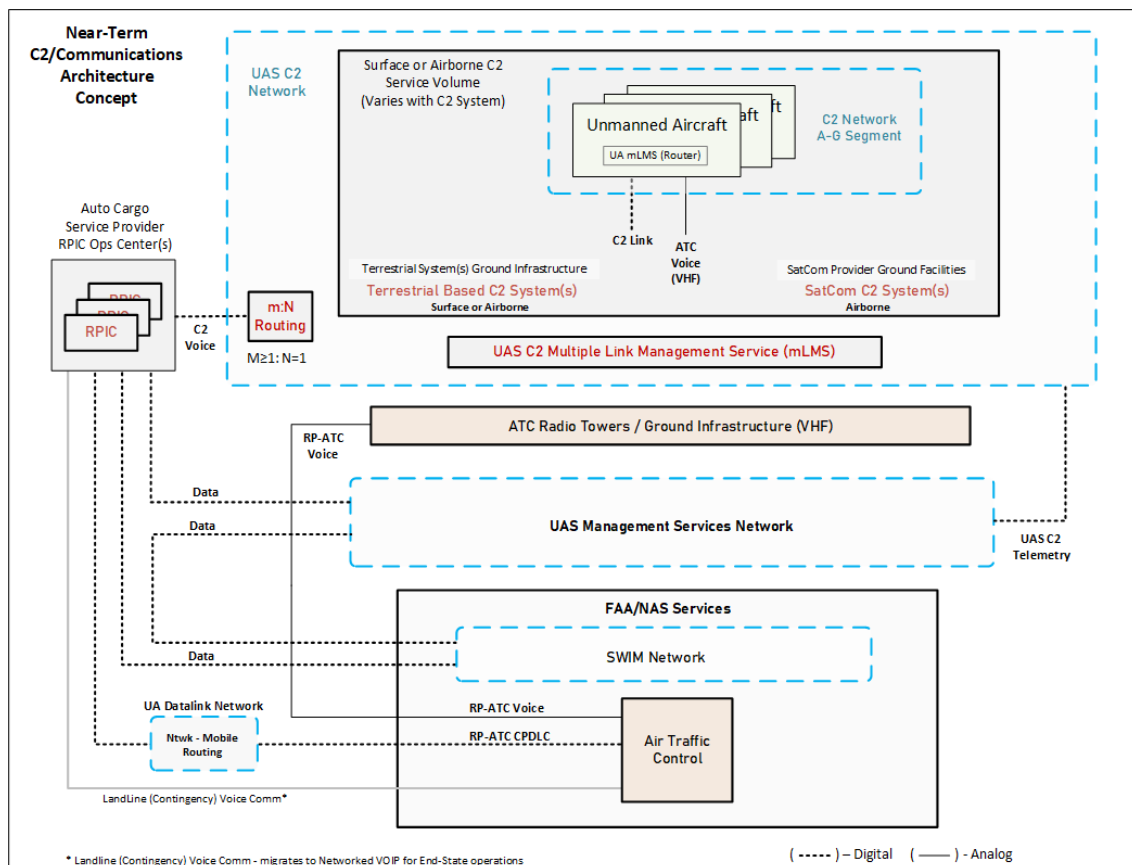 Near-Term
C2/Communications
Architecture
Concept
UAS C2
Network
Surface or Airborne C2
Service Volume
(Varies with C2 System)
Unmanned Aircraft
aft
aft
UA mLMS (Router)
C2 Network
A-G Segment
C2 Link
ATC
Voice
(VHF)
Terrestrial System(s) Ground Infrastructure
Terrestrial Based C2 System(s)
Surface or Airborne
SatCom Provider Ground Facilities
SatCom C2 System(s)
Airborne
Auto Cargo
Service Provider
RPIC Ops Center(s)
RPIC
C2
Voice
m:N
Routing
M≥1: N=1
UAS C2 Multiple Link Management Service (mLMS)
ATC Radio Towers / Ground Infrastructure (VHF)
RP-ATC
Voice
Data
Data
UAS Management Services Network
UAS C2
Telemetry
FAA/NAS Services
SWIM Network
Data
UA Datalink Network
Ntwk - Mobile
Routing
RP-ATC Voice
RP-ATC CPDLC
Air Traffic
Control
LandLine (Contingency) Voice Comm*
* Landline (Contingency) Voice Comm - migrates to Networked VOIP for End-State operations
( ------ ) – Digital ( —— ) - Analog